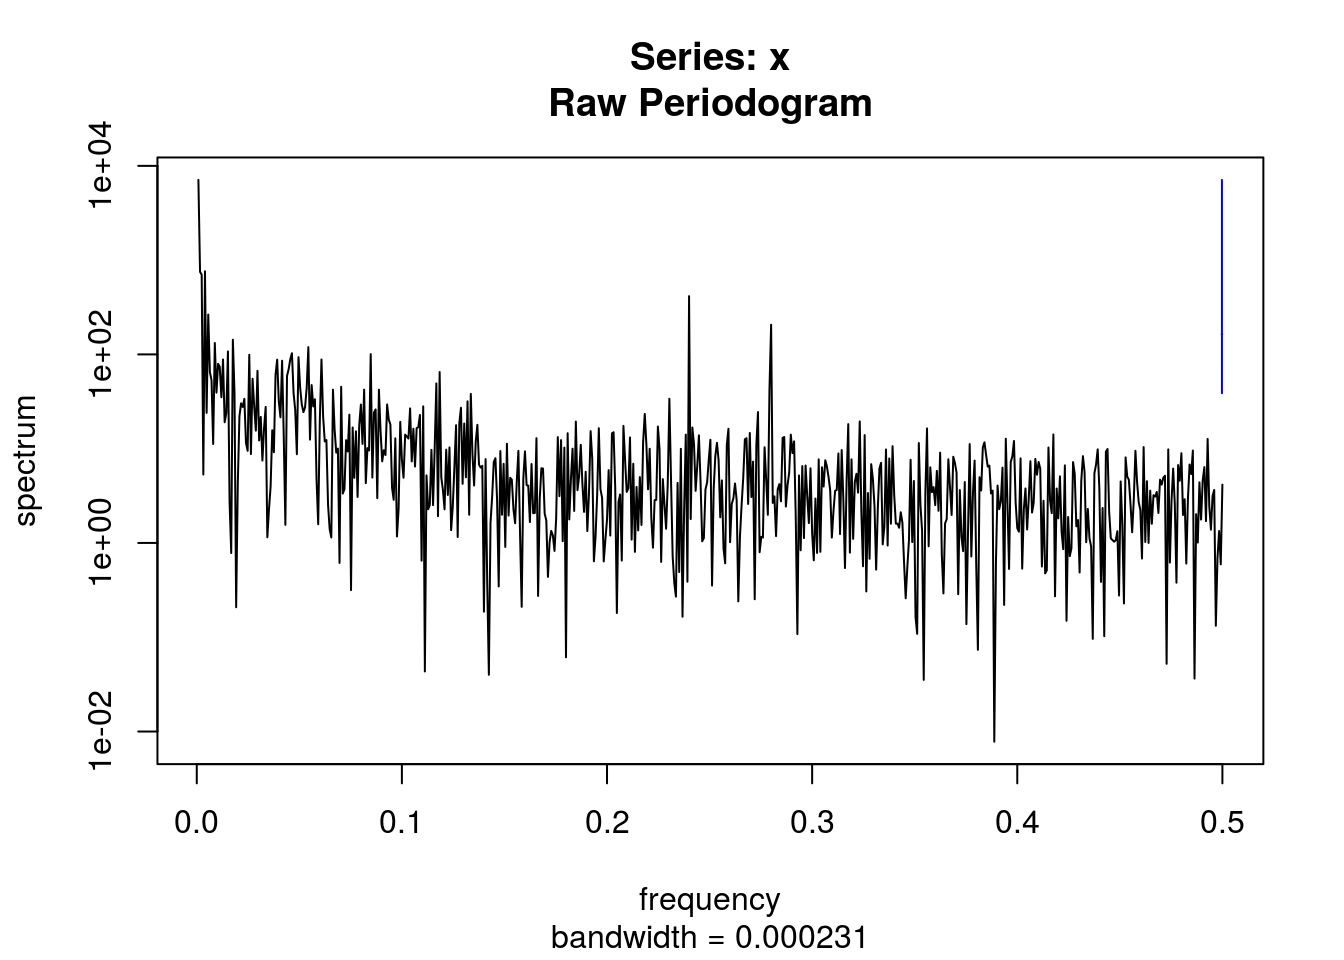 Series: x
Raw Periodogram
spectrum
1e+04
1e+02
1e+00
1e-02
0.0 0.1 0.2 0.3 0.4 0.5
frequency
bandwidth = 0.000231